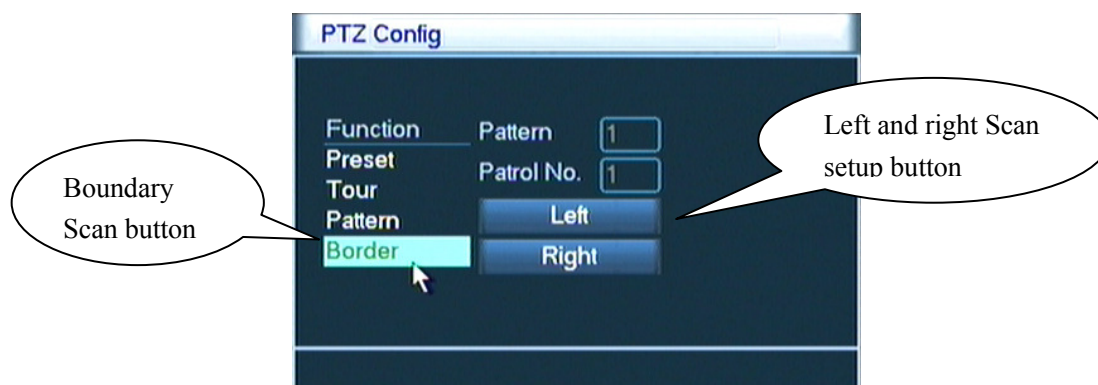 PTZ Config
Function
Preset
Tour
Pattern
Border
Pattern 1
Patrol No. 1
Left
Right
Boundary
Scan button
Left and right Scan
setup button